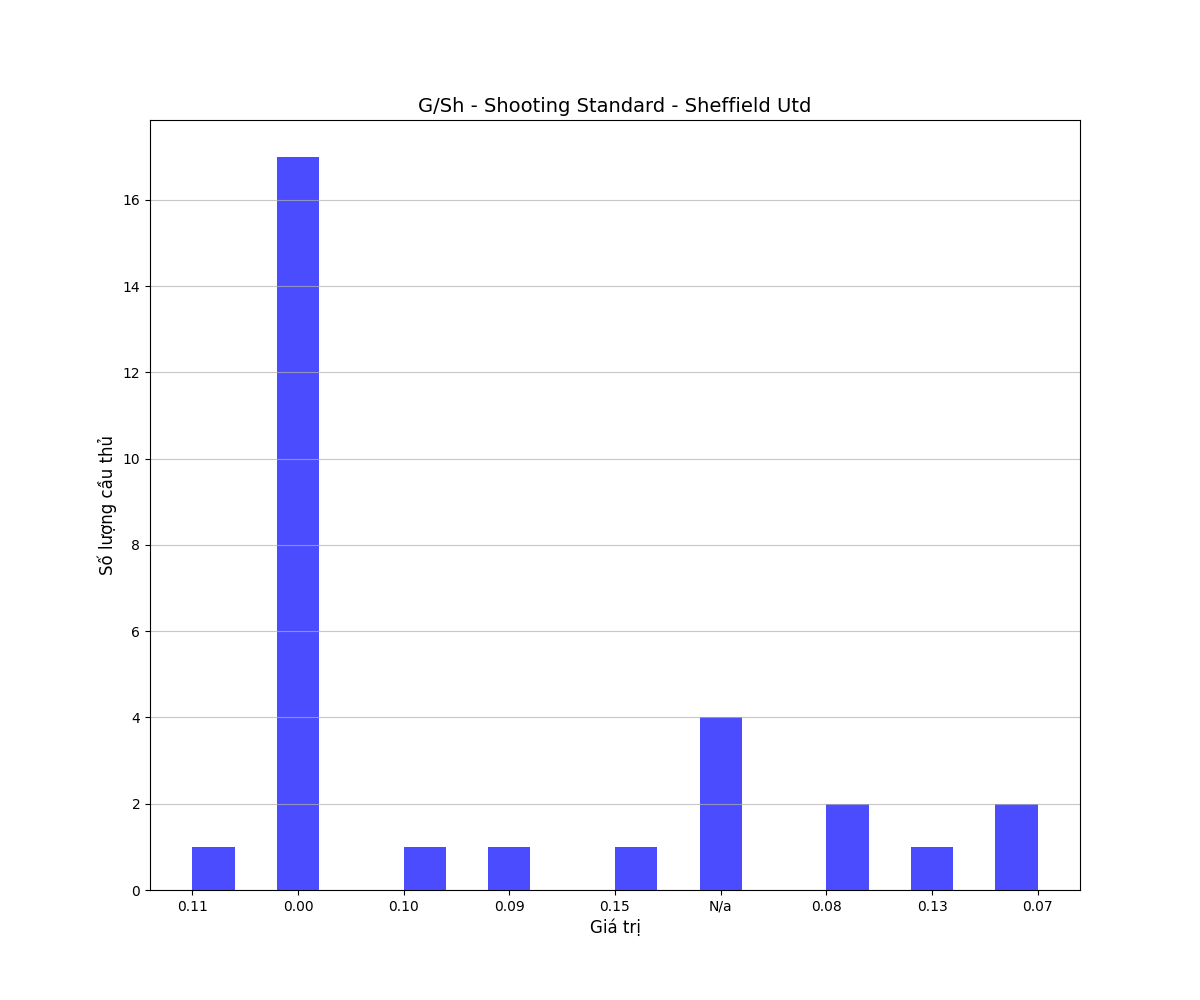 G/Sh - Shooting Standard - Sheffield Utd
Số lượng cầu thủ
16
14
12
10
8
6
4
2
0
0.11 0.00 0.10 0.09 0.15 N/a 0.08 0.13 0.07
Giá trị